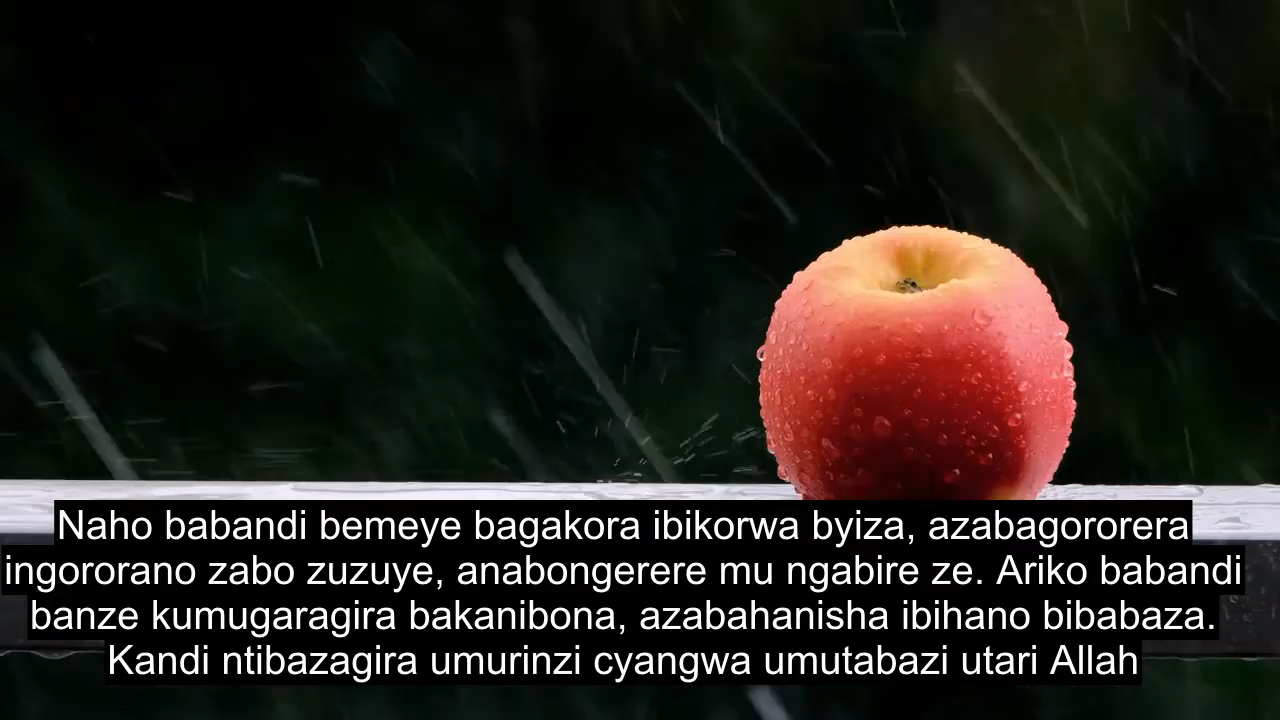 Naho babandi bemeye bagakora ibikorwa byiza, azabagororera
ingororano zabo zuzuye, anabongerere mu ngabire ze. Ariko babandi
banze kumugaragira bakanibona, azabahanisha ibihano bibabaza.
Kandi ntibazagira umurinzi cyangwa umutabazi utari Allah